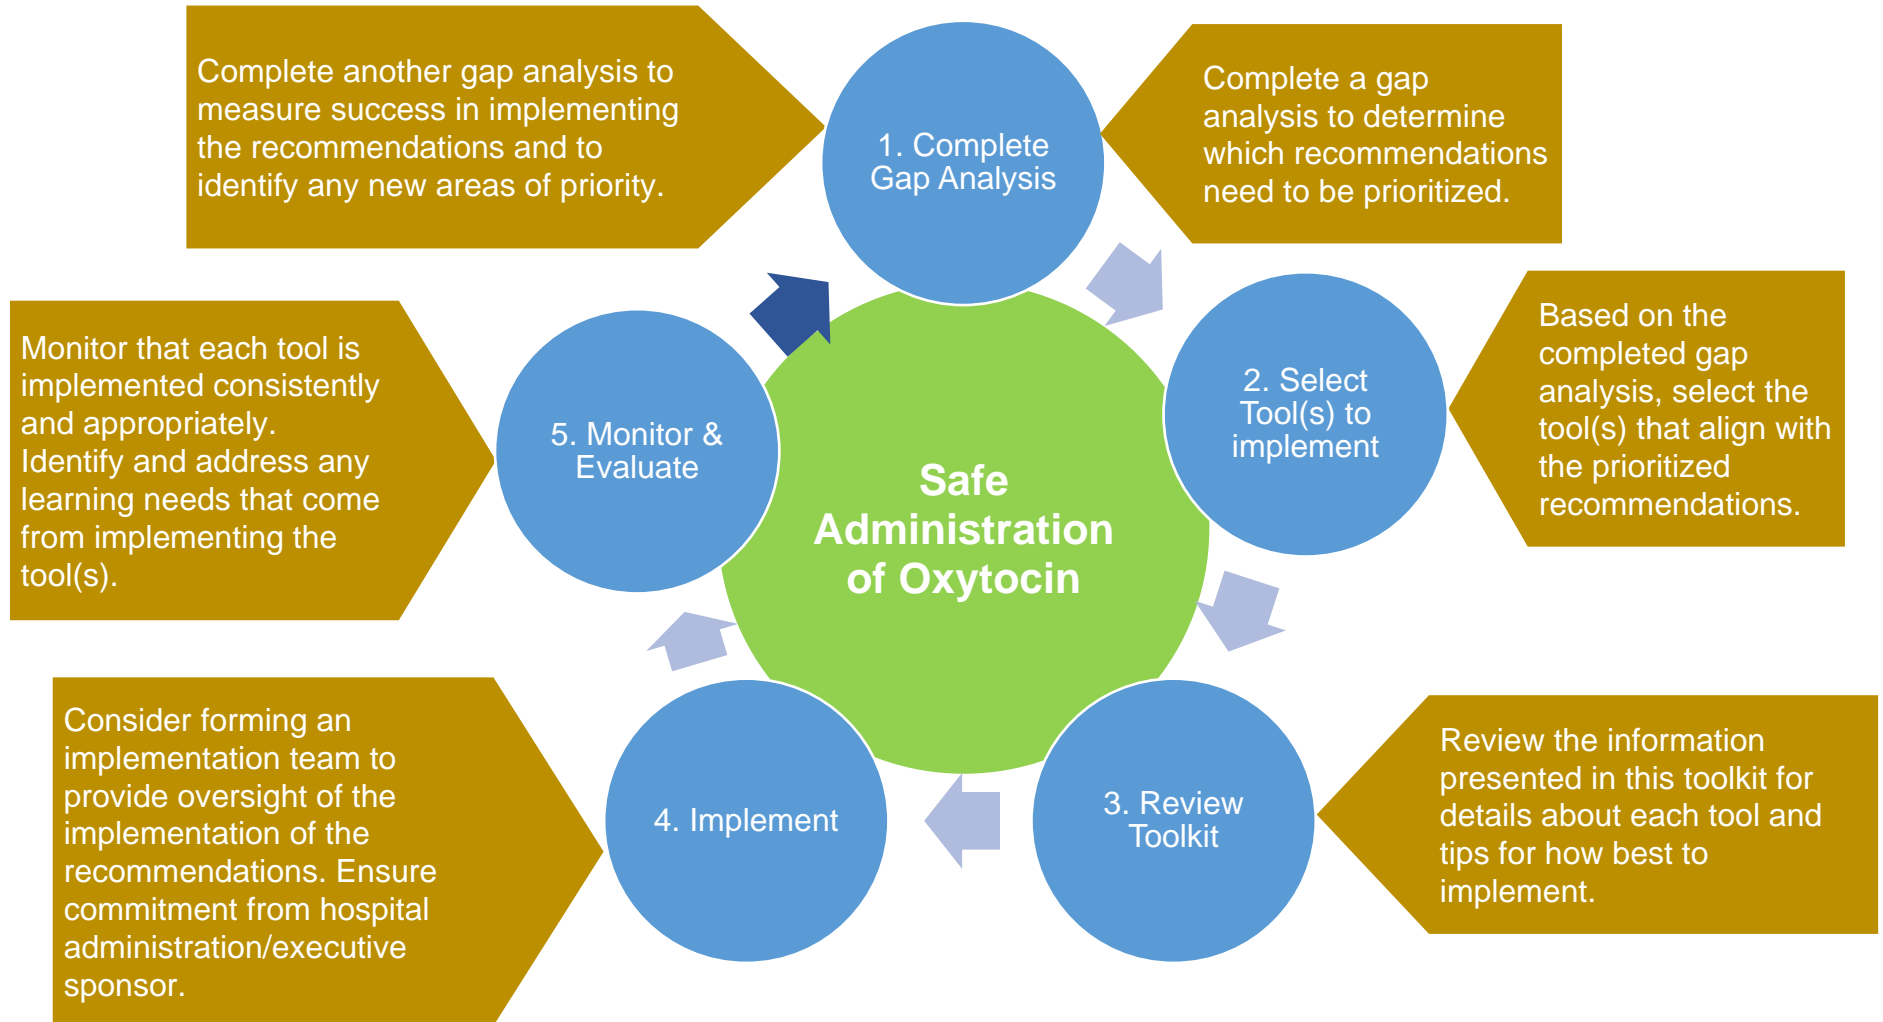 Complete another gap analysis to
measure success in implementing
the recommendations and to
identify any new areas of priority.
1. Complete
Gap Analysis
Complete a gap
analysis to determine
which recommendations
need to be prioritized.
2. Select
Tool(s) to
implement
Based on the
completed gap
analysis, select the
tool(s) that align with
the prioritized
recommendations.
Monitor that each tool is
implemented consistently
and appropriately.
Identify and address any
learning needs that come
from implementing the
tool(s).
5. Monitor &
Evaluate
Safe
Administration
of Oxytocin
Consider forming an
implementation team to
provide oversight of the
implementation of the
recommendations. Ensure
commitment from hospital
administration/executive
sponsor.
4. Implement
3. Review
Toolkit
Review the information
presented in this toolkit for
details about each tool and
tips for how best to
implement.